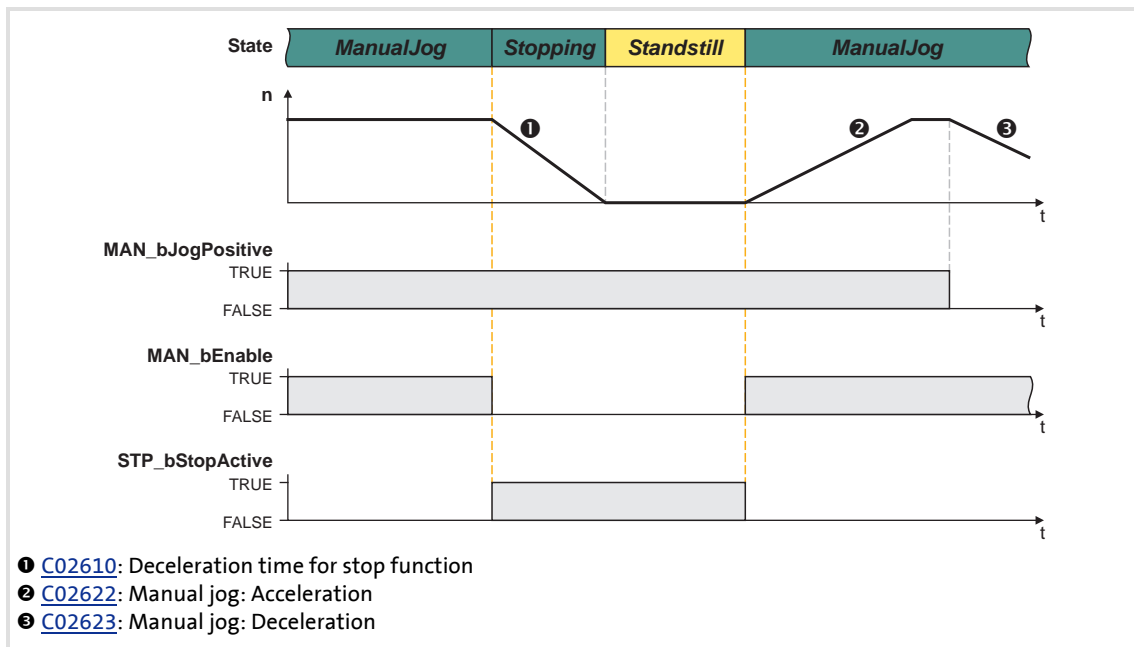 State ManualJog Stopping Standstill ManualJog
n
❶ ❷ ❸
t
MAN_bJogPositive
TRUE
FALSE
t
MAN_bEnable
TRUE
FALSE
t
STP_bStopActive
TRUE
FALSE
t
❶ C02610: Deceleration time for stop function
❷ C02622: Manual jog: Acceleration
❸ C02623: Manual jog: Deceleration